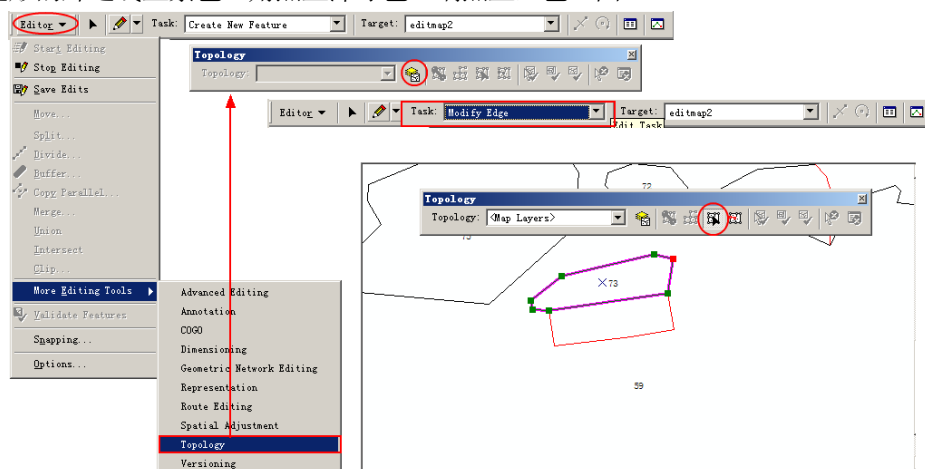 Editor Task: Create New Feature Target: editmap2
Start Editing
Stop Editing
Save Edits
Move...
Split...
Divide...
Buffer...
Copy Parallel...
Merge...
Union
Intersect
Clip...
More Editing Tools
Validate Features
Snapping...
Options...
Topology
Topology:
Editor Task: Modify Edge Target: editmap2
Edit Task
72
Topology
Topology: <Map Layers>
73
59
Advanced Editing
Annotation
COGO
Dimensioning
Geometric Network Editing
Representation
Route Editing
Spatial Adjustment
Topology
Versioning